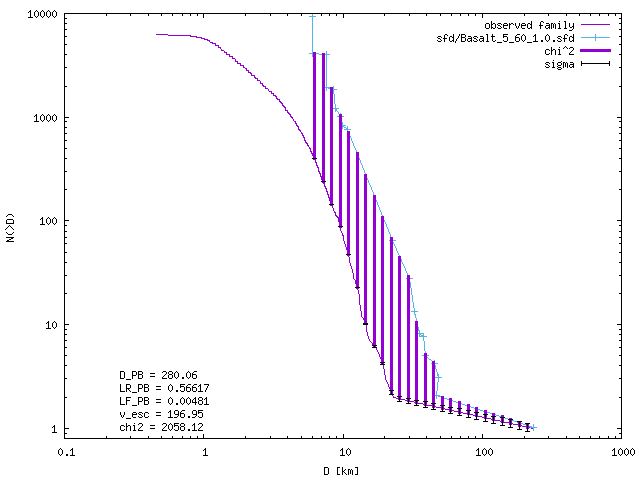 10000
1000
100
10
1
N(>D)
observed family
sfd/Basalt_5_60_1.0.sfd
chi^2
sigma
D_PB = 280.06
LR_PB = 0.56617
LF_PB = 0.00481
v_esc = 196.95
chi2 = 2058.12
0.1 1 10 100 1000
D [km]